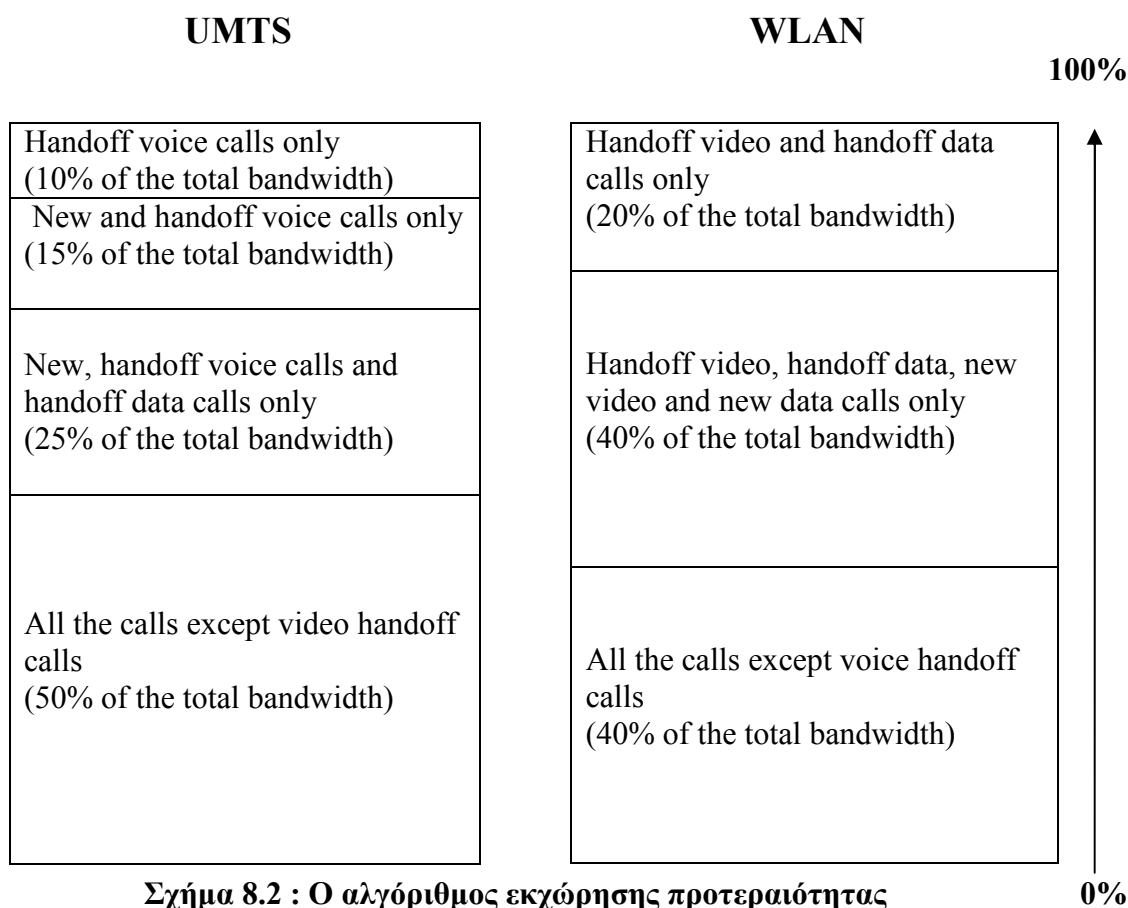 UMTS
WLAN
100%
Handoff voice calls only
(10% of the total bandwidth)
New and handoff voice calls only
(15% of the total bandwidth)
New, handoff voice calls and
handoff data calls only
(25% of the total bandwidth)
All the calls except video handoff
calls
(50% of the total bandwidth)
Handoff video and handoff data
calls only
(20% of the total bandwidth)
Handoff video, handoff data, new
video and new data calls only
(40% of the total bandwidth)
All the calls except voice handoff
calls
(40% of the total bandwidth)
Σχήμα 8.2 : Ο αλγόριθμος εκχώρησης προτεραιότητας
0%